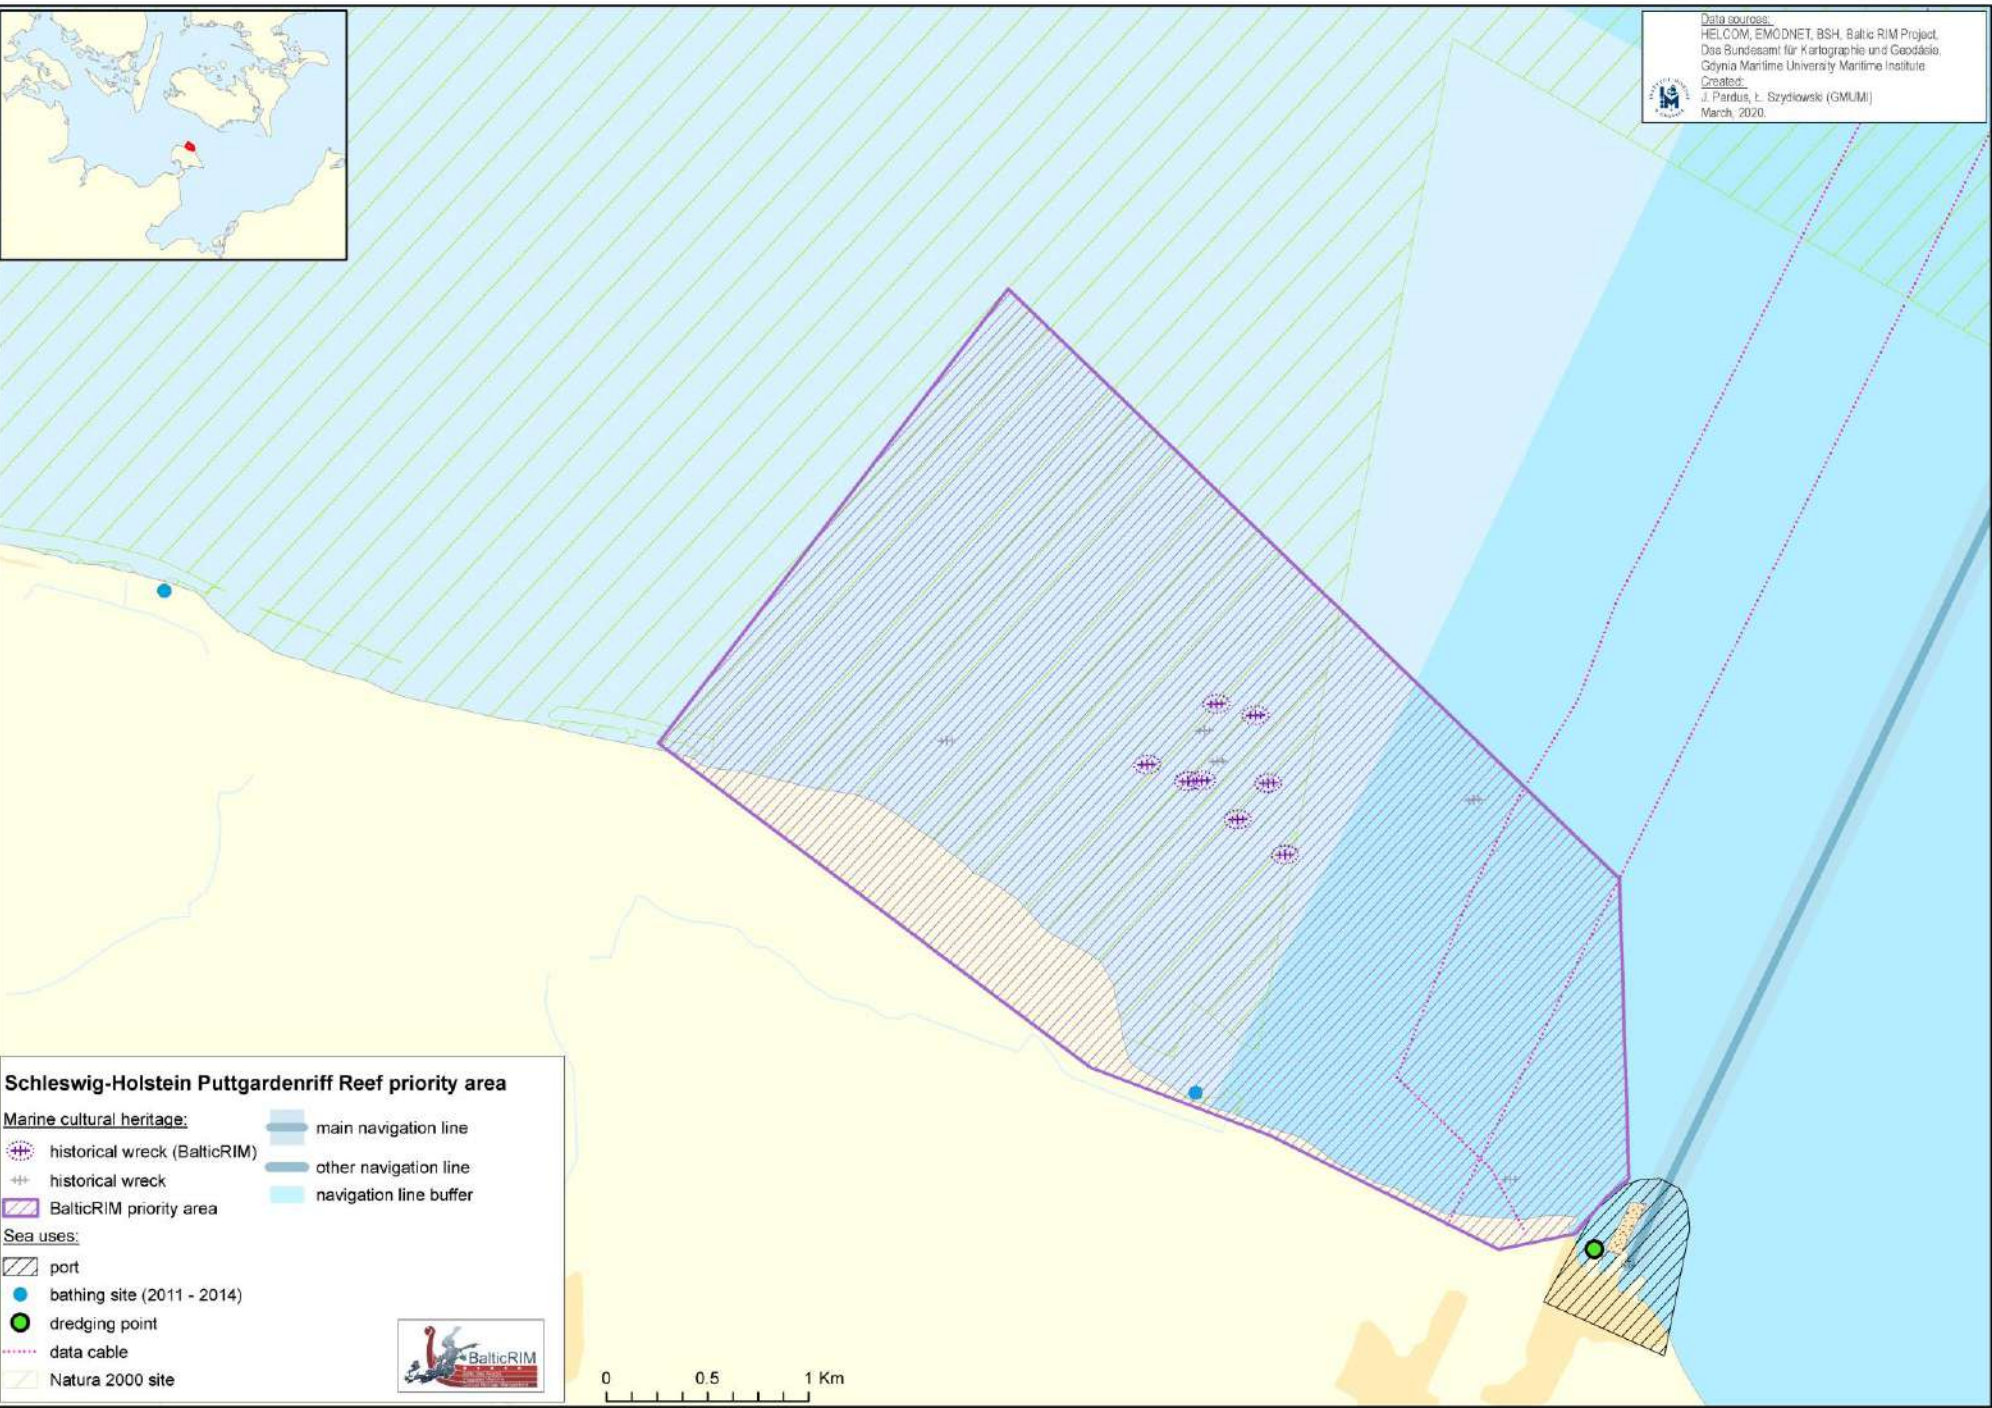 Data sources:
HELCOM, EMODNET, BSH, Baltic RIM Project,
Das Bundesamt für Kartographie und Geodäsie,
Gdynia Maritime University Maritime Institute
Created:
J. Pardus, Ł. Szydłowski (GMUMI)
March, 2020.
Schleswig-Holstein Puttgardenriff Reef priority area
Marine cultural heritage:
historical wreck (BalticRIM)
historical wreck
BalticRIM priority area
Sea uses:
port
bathing site (2011 - 2014)
dredging point
data cable
Natura 2000 site
main navigation line
other navigation line
navigation line buffer
BalticRIM
0 0.5 1 Km